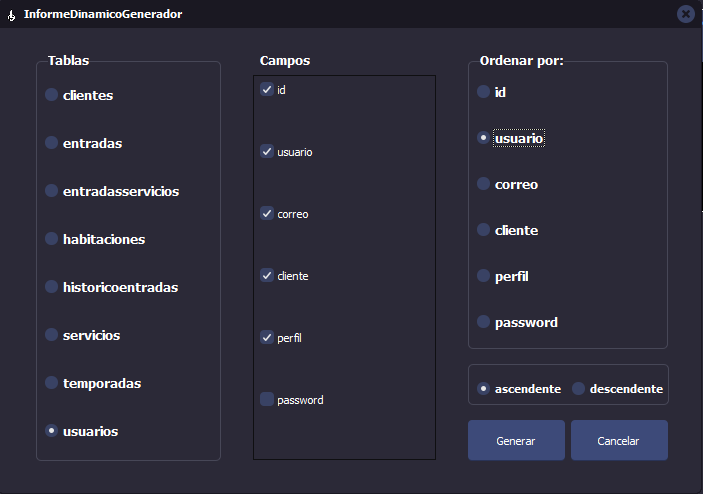 InformeDinamicoGenerador
Tablas
clientes
entradas
entradasservicios
habitaciones
historicoentradas
servicios
temporadas
usuarios
Campos
id
usuario
correo
cliente
perfil
password
Ordenar por:
id
usuario
correo
cliente
perfil
password
ascendente
descendente
Generar
Cancelar